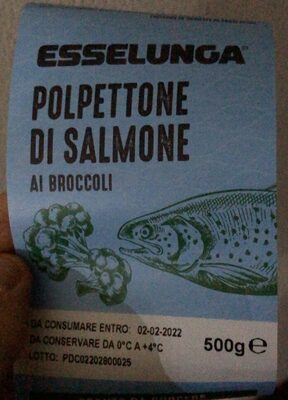 ESSELUNGA®
POLPETTONE
DI SALMONE
AI BROCCOLI
DA CONSUMARE ENTRO: 02-02-2022
DA CONSERVARE DA 0°C A +4°C
LOTTO: PDC02202800025
500g e